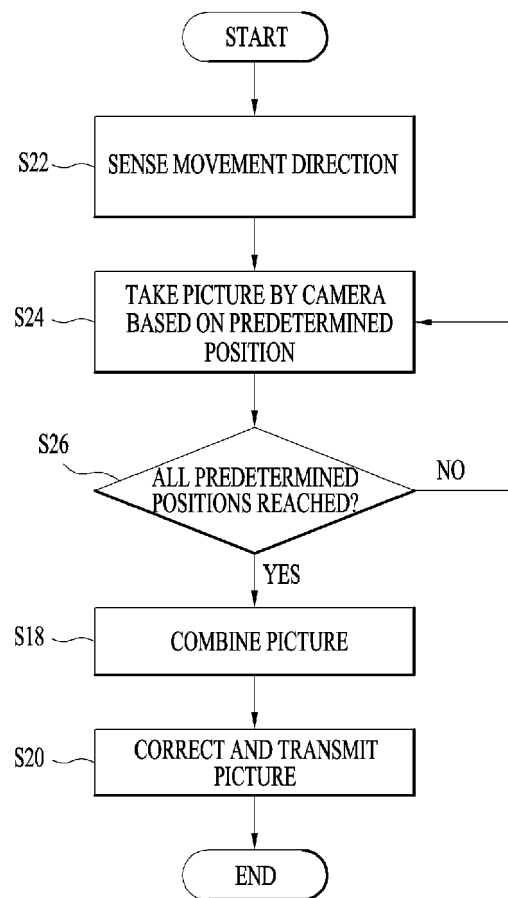 START
S22
SENSE MOVEMENT DIRECTION
S24
TAKE PICTURE BY CAMERA
BASED ON PREDETERMINED
POSITION
S26
ALL PREDETERMINED
POSITIONS REACHED?
NO
YES
S18
COMBINE PICTURE
S20
CORRECT AND TRANSMIT
PICTURE
END